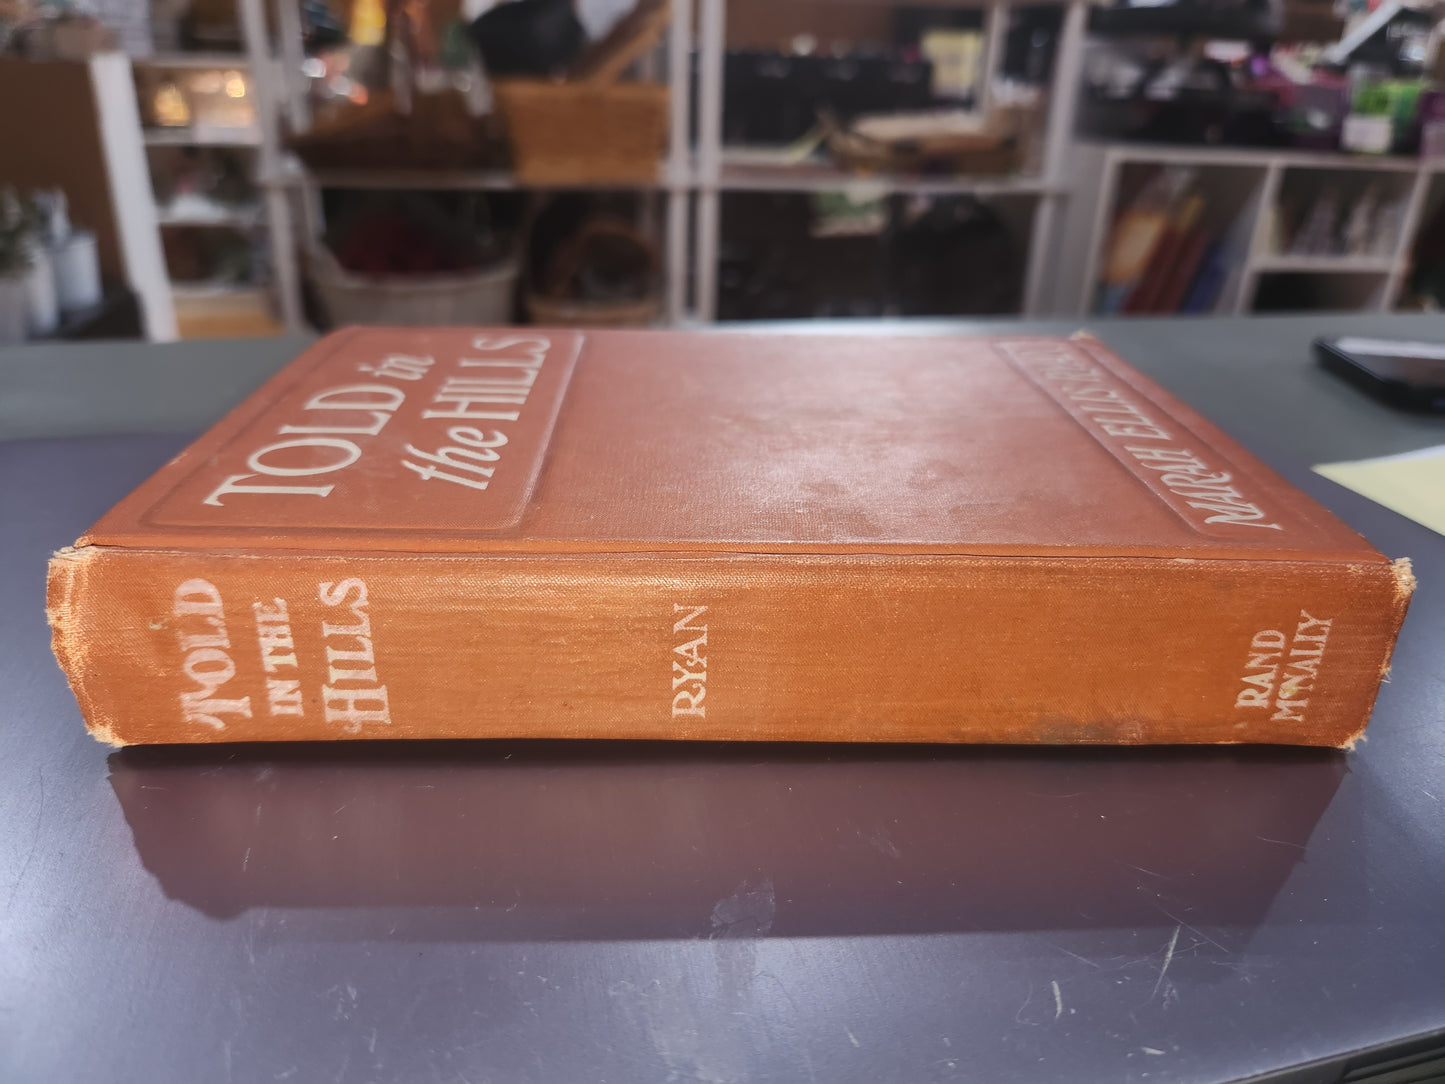 TOLD in
the HILLS
MARAH ELLIS RYAN
TOLD
IN THE
HILLS
RYAN
RAND
McNALLY